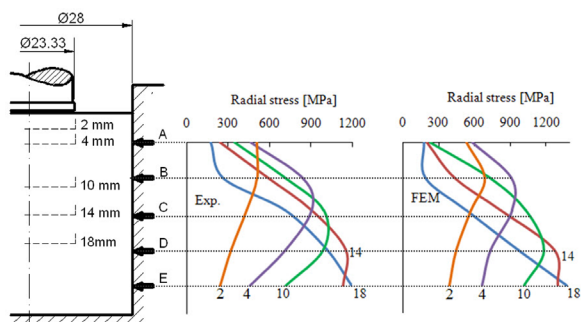 Ø28
Ø23.33
2 mm
4 mm
10 mm
14 mm
18mm
A
B
C
D
E
Radial stress [MPa]
0 300 600 900 1200
Exp.
14
2 4 10 18
Radial stress [MPa]
0 300 600 900 1200
FEM
14
2 4 10 18